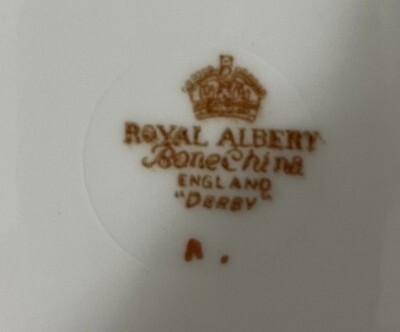 ROYAL ALBERT
Bone China
ENGLAND
"DERBY"
A.